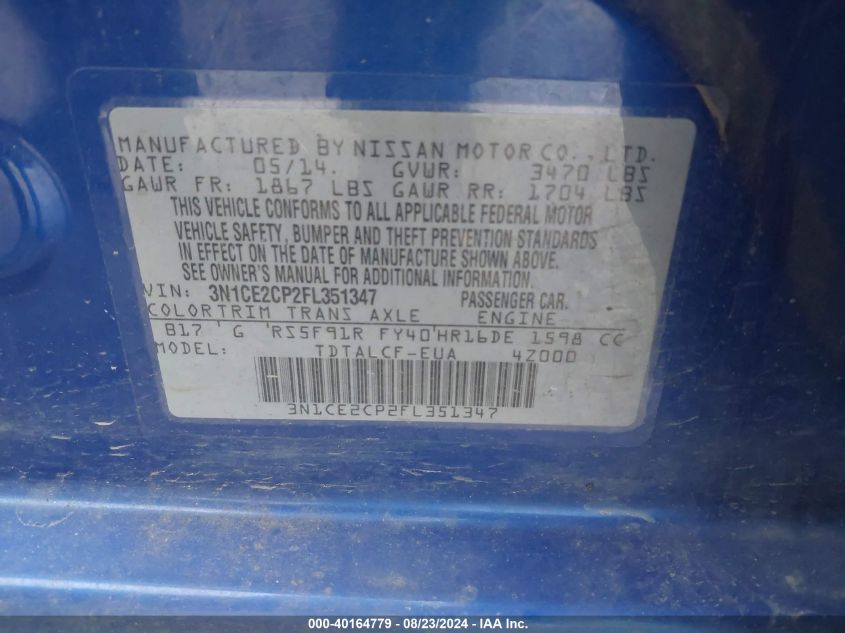 MANUFACTURED BY NISSAN MOTOR CO., LTD.
DATE: 05/14. GVWR: 3470 LBS
GAWR FR: 1867 LBS GAWR RR: 1704 LBS
THIS VEHICLE CONFORMS TO ALL APPLICABLE FEDERAL MOTOR
VEHICLE SAFETY, BUMPER AND THEFT PREVENTION STANDARDS
IN EFFECT ON THE DATE OF MANUFACTURE SHOWN ABOVE.
SEE OWNER'S MANUAL FOR ADDITIONAL INFORMATION.
VIN: 3N1CE2CP2FL351347 PASSENGER CAR.
COLOR TRIM TRANS AXLE ENGINE
B17 ' G 'RS5F91R FY40'HR16DE 1598 CC
MODEL: TDTALCF-EUA 4Z000
3N1CE2CP2FL351347
000-40164779 - 08/23/2024 - IAA Inc.